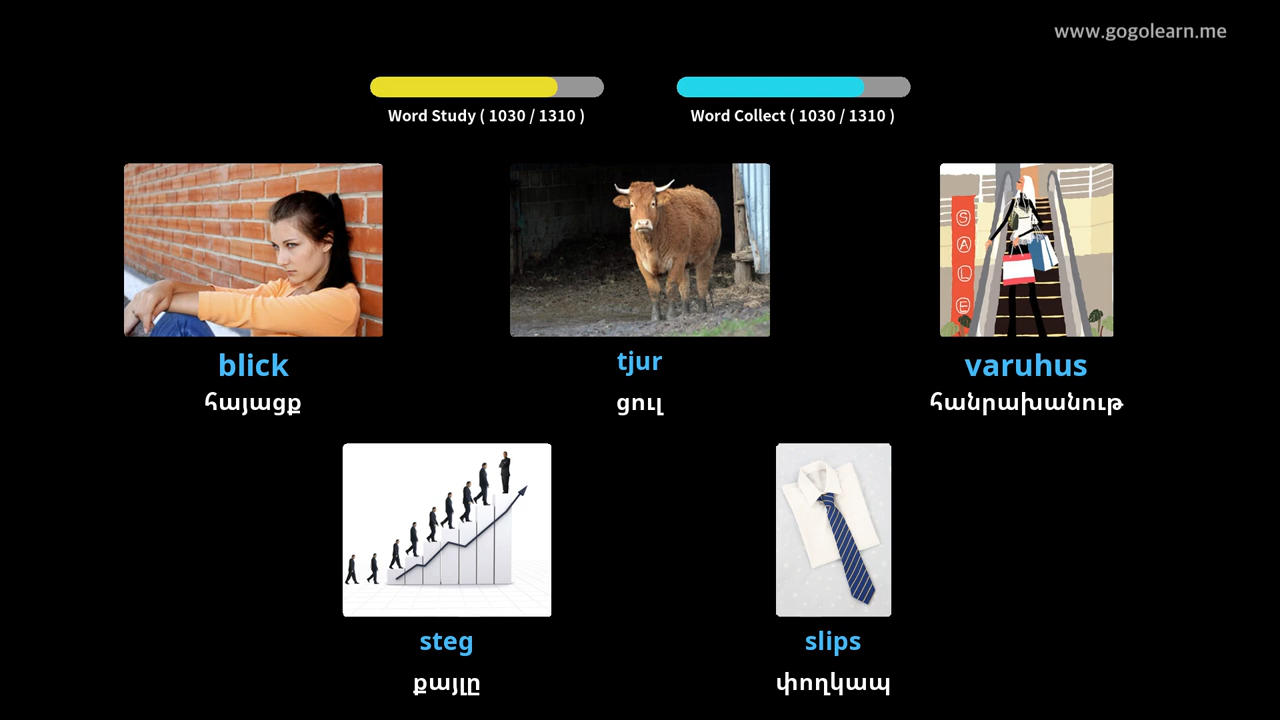 www.gogolearn.me
Word Study ( 1030 / 1310 )
Word Collect ( 1030 / 1310 )
SALE
blick
հայացք
tjur
ցուլ
varuhus
հանրախանութ
steg
քայլը
slips
փողկապ